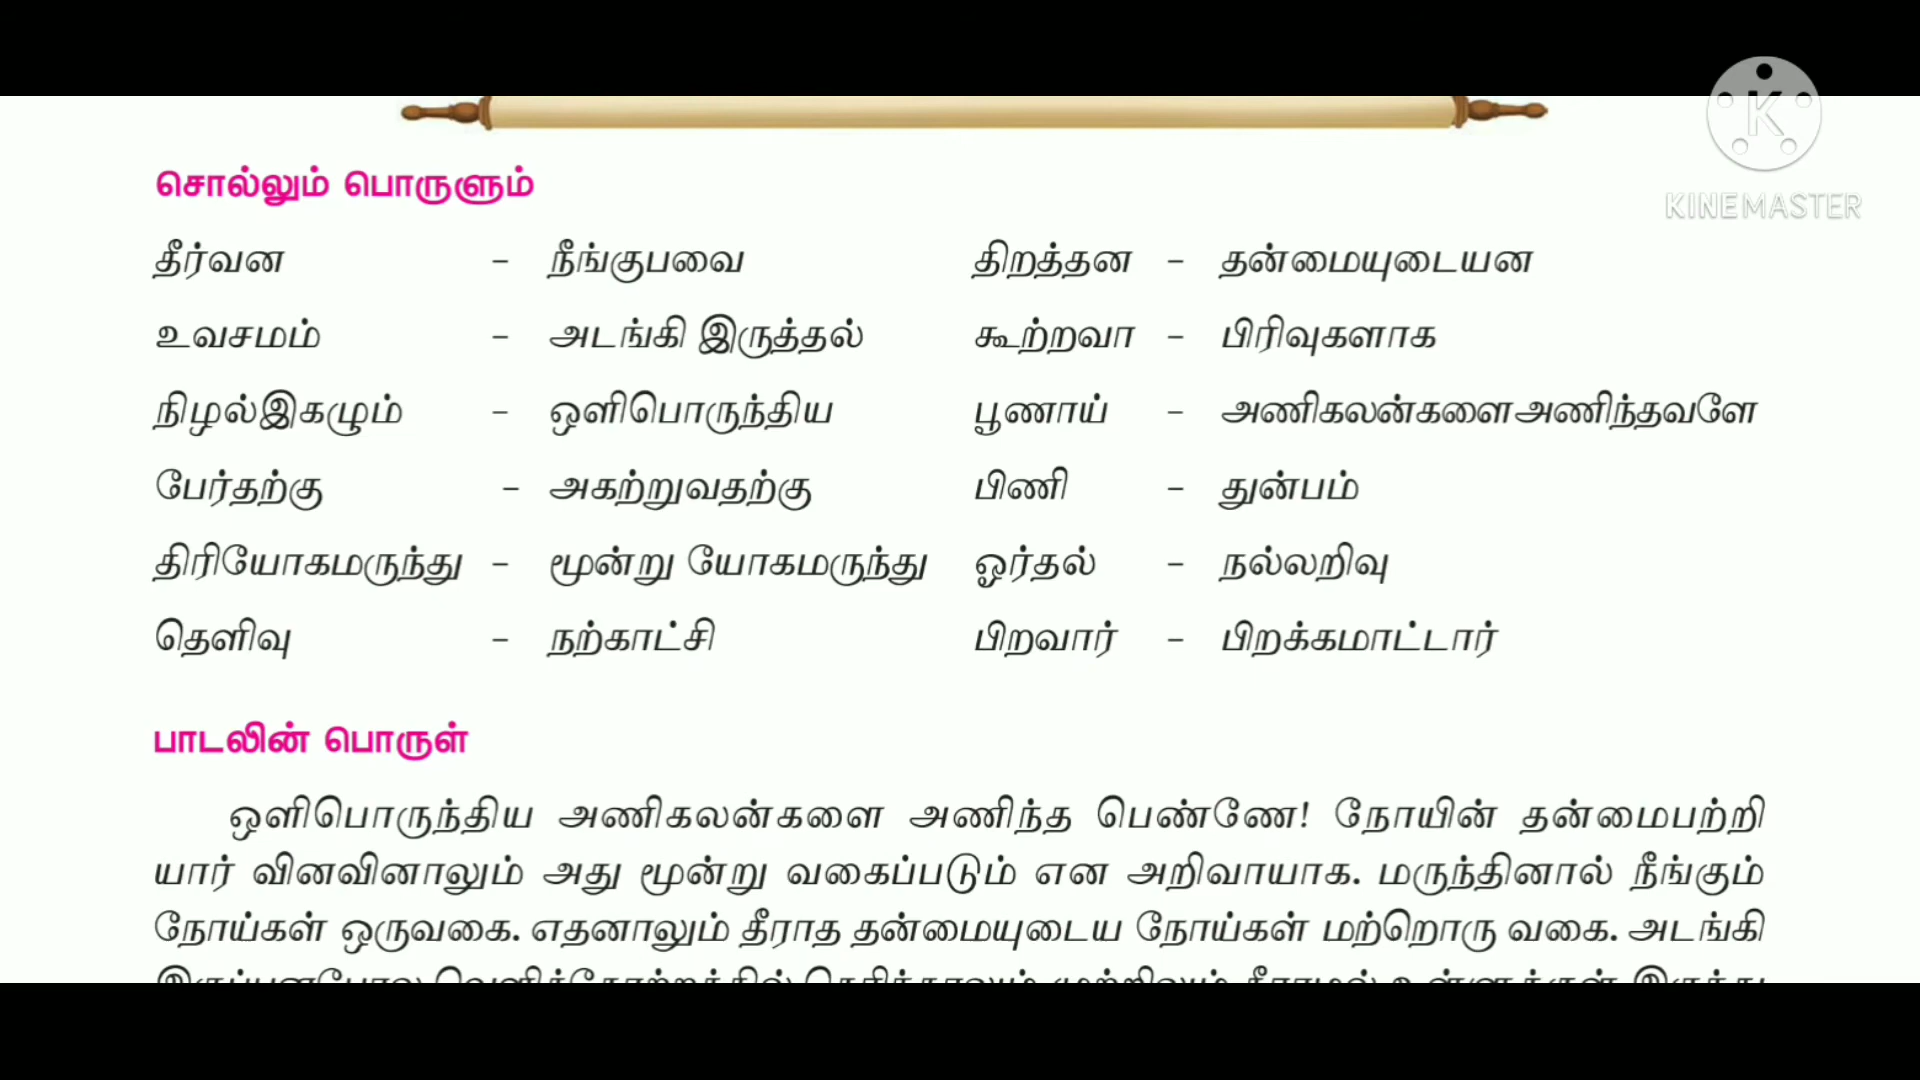 K
KINEMASTER
சொல்லும் பொருளும்
தீர்வன - நீங்குபவை திறத்தன - தன்மையுடையன
உவசமம் - அடங்கி இருத்தல் கூற்றவா - பிரிவுகளாக
நிழல்இகழும் - ஒளிபொருந்திய பூணாய் - அணிகலன்களைஅணிந்தவளே
பேர்தற்கு - அகற்றுவதற்கு பிணி - துன்பம்
திரியோகமருந்து - மூன்று யோகமருந்து ஓர்தல் - நல்லறிவு
தெளிவு - நற்காட்சி பிறவார் - பிறக்கமாட்டார்
பாடலின் பொருள்
ஒளிபொருந்திய அணிகலன்களை அணிந்த பெண்ணே! நோயின் தன்மைபற்றி
யார் வினவினாலும் அது மூன்று வகைப்படும் என அறிவாயாக. மருந்தினால் நீங்கும்
நோய்கள் ஒருவகை. எதனாலும் தீராத தன்மையுடைய நோய்கள் மற்றொரு வகை. அடங்கி